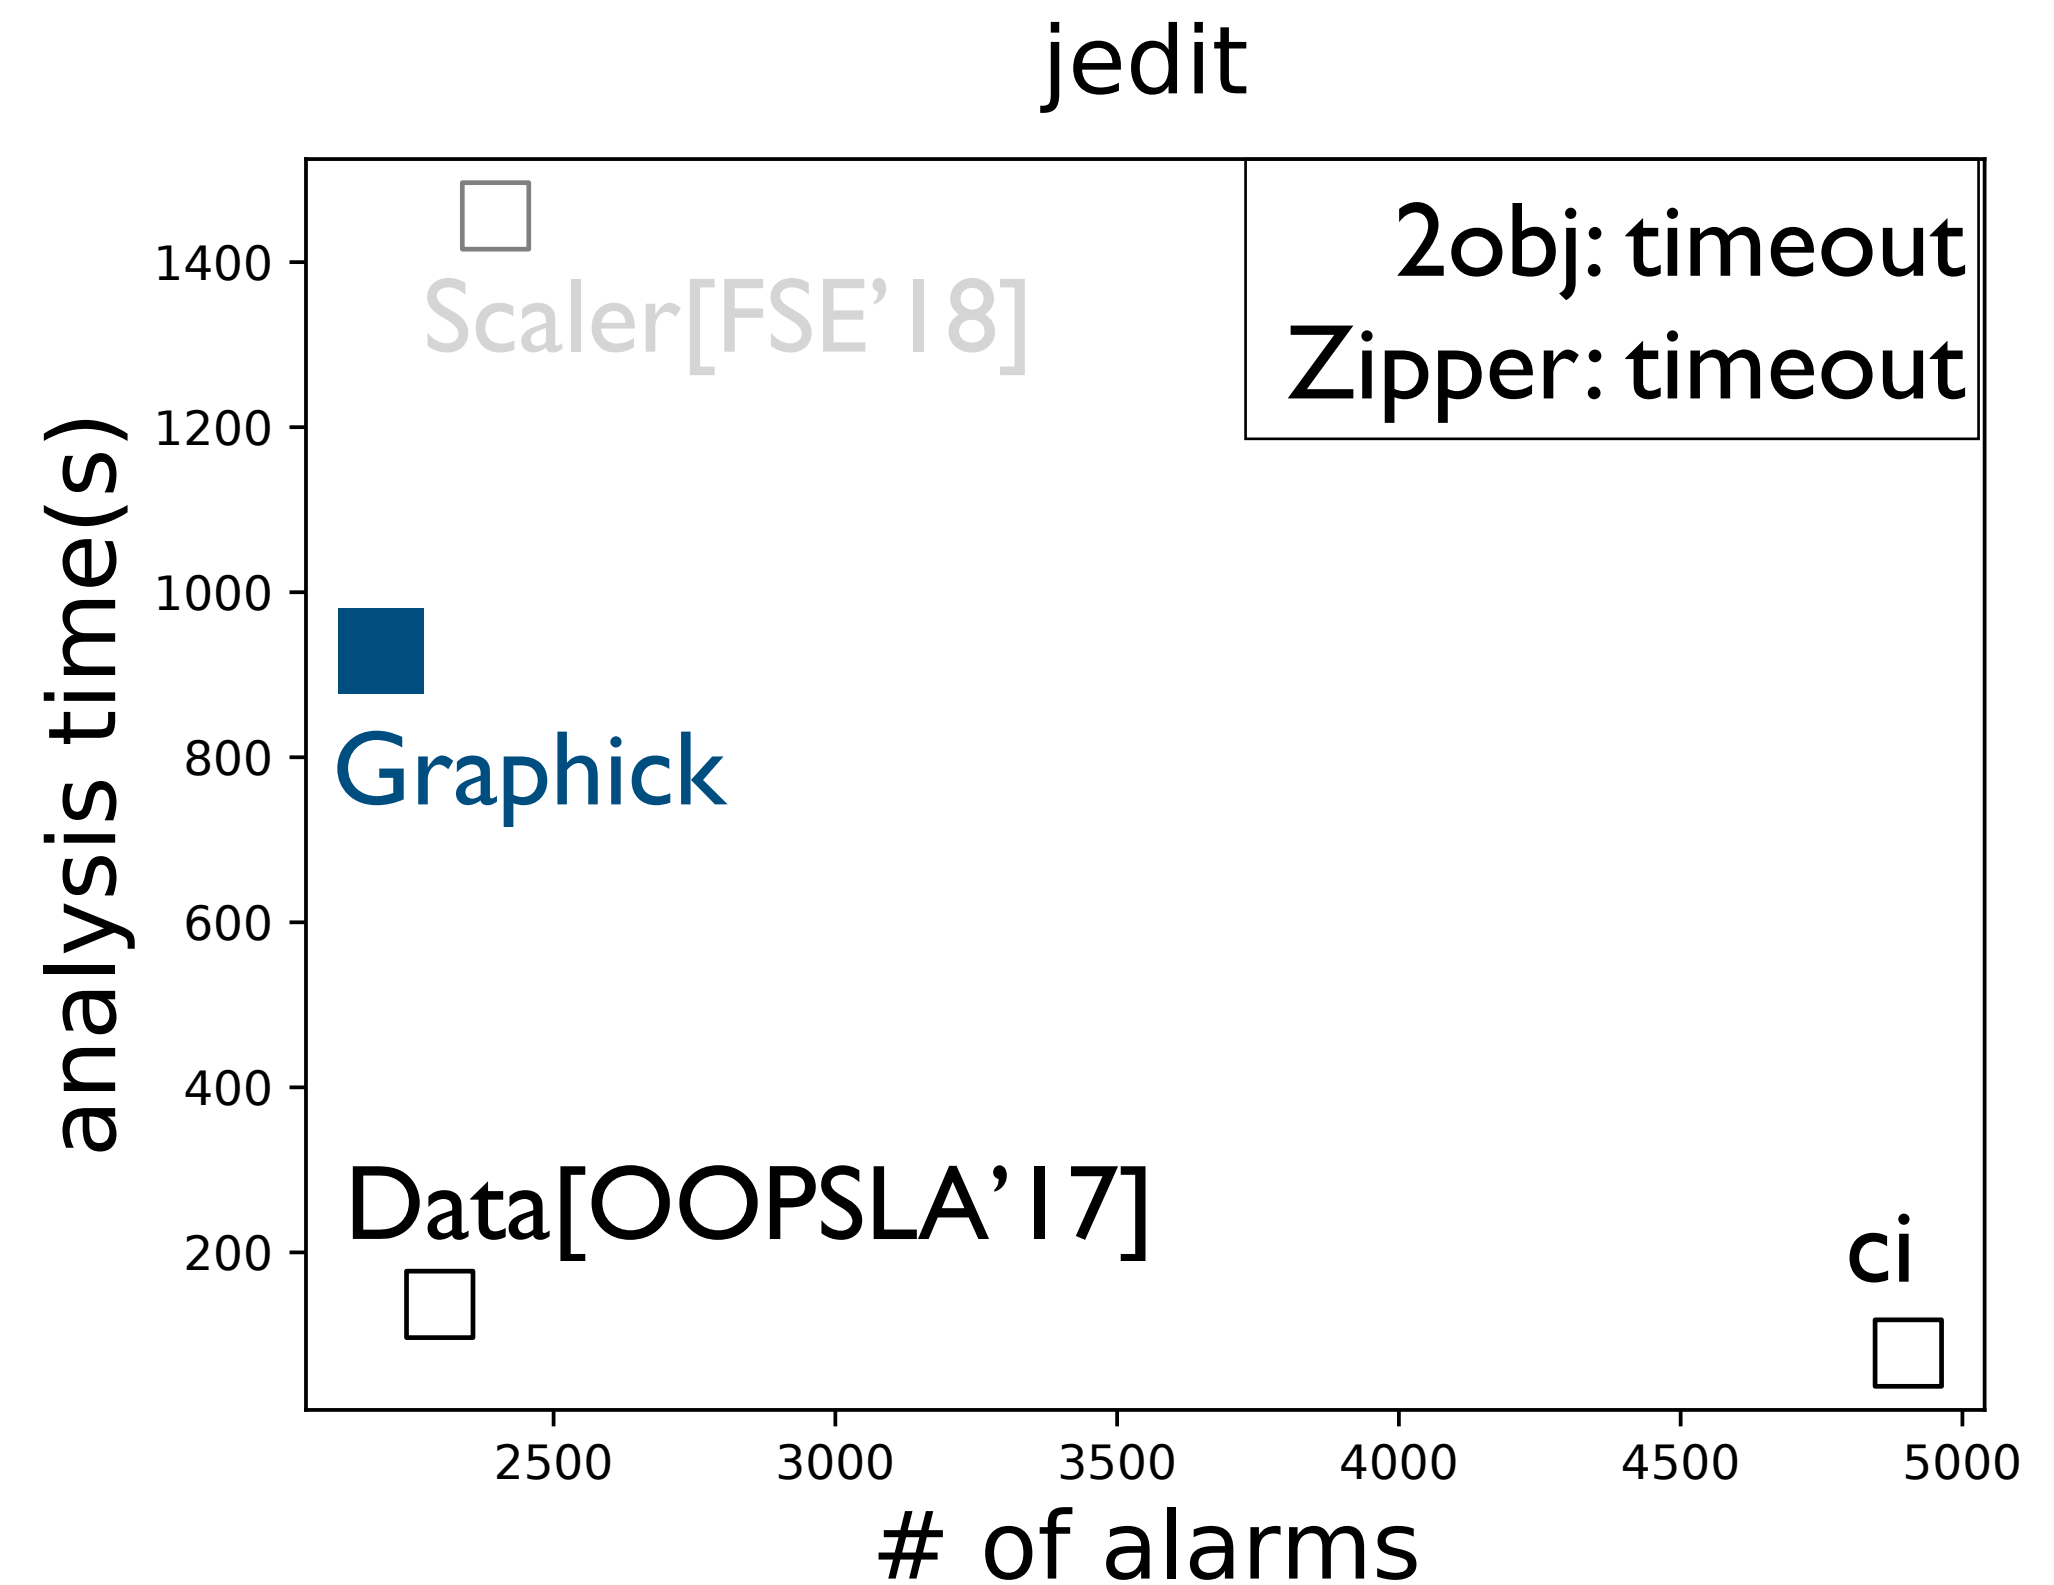 jedit
2obj: timeout
Zipper: timeout
Scaler[FSE’18]
Graphick
Data[OOPSLA’17]
ci
analysis time(s)
1400
1200
1000
800
600
400
200
2500 3000 3500 4000 4500 5000
# of alarms